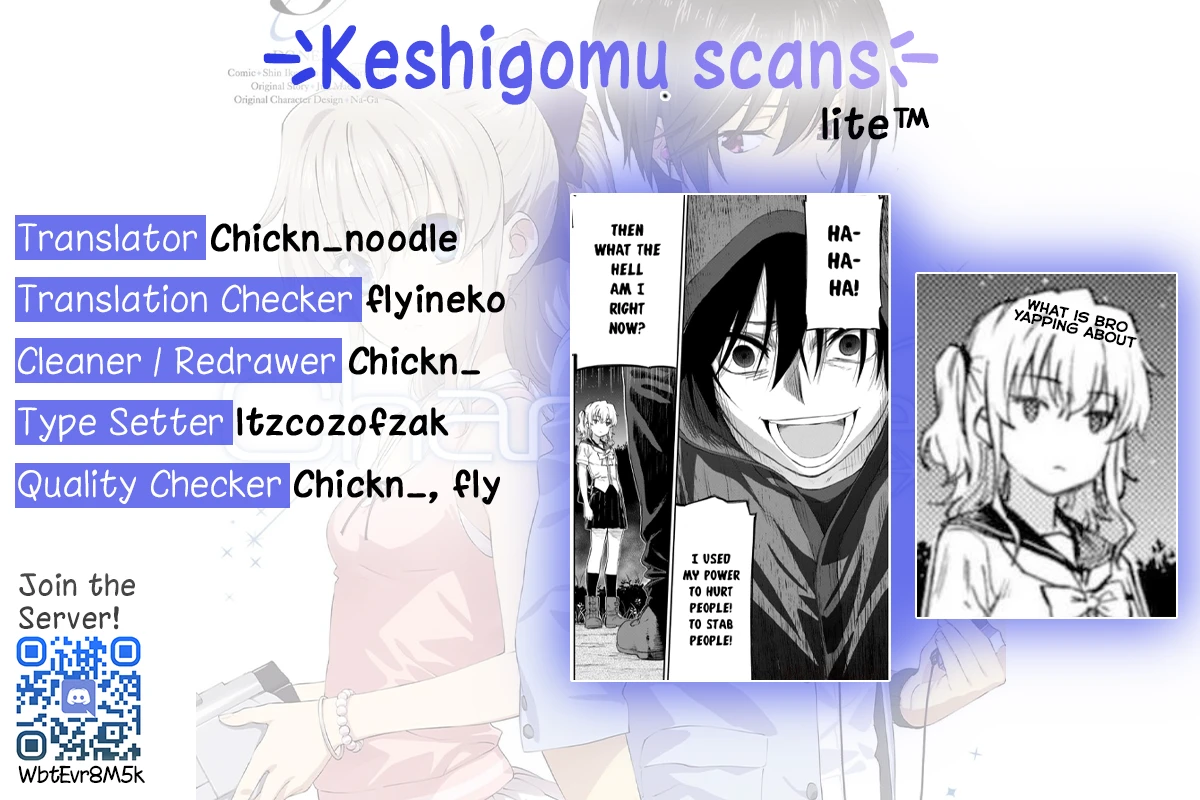 Keshigomu scans
lite™
Comic • Shin
Original Story •
Original Character Design • Na-Ga
Translator Chickn_noodle
Translation Checker flyineko
Cleaner / Redrawer Chickn_
Type Setter Itzcozofzak
Quality Checker Chickn_, fly
Join the
Server!
WbtEvr8M5k
HA-
HA-
HA!
THEN
WHAT THE
HELL
AM I
RIGHT
NOW?
I USED
MY POWER
TO HURT
PEOPLE!
TO STAB
PEOPLE!
WHAT IS BRO
YAPPING ABOUT